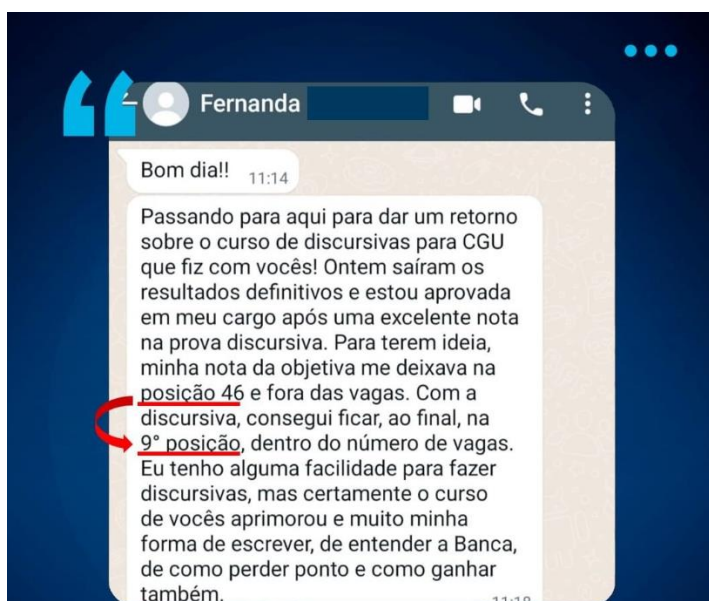 Fernanda
Bom dia!! 11:14
Passando para aqui para dar um retorno
sobre o curso de discursivas para CGU
que fiz com vocês! Ontem saíram os
resultados definitivos e estou aprovada
em meu cargo após uma excelente nota
na prova discursiva. Para terem ideia,
minha nota da objetiva me deixava na
posição 46 e fora das vagas. Com a
discursiva, consegui ficar, ao final, na
9° posição, dentro do número de vagas.
Eu tenho alguma facilidade para fazer
discursivas, mas certamente o curso
de vocês aprimorou e muito minha
forma de escrever, de entender a Banca,
de como perder ponto e como ganhar
também.